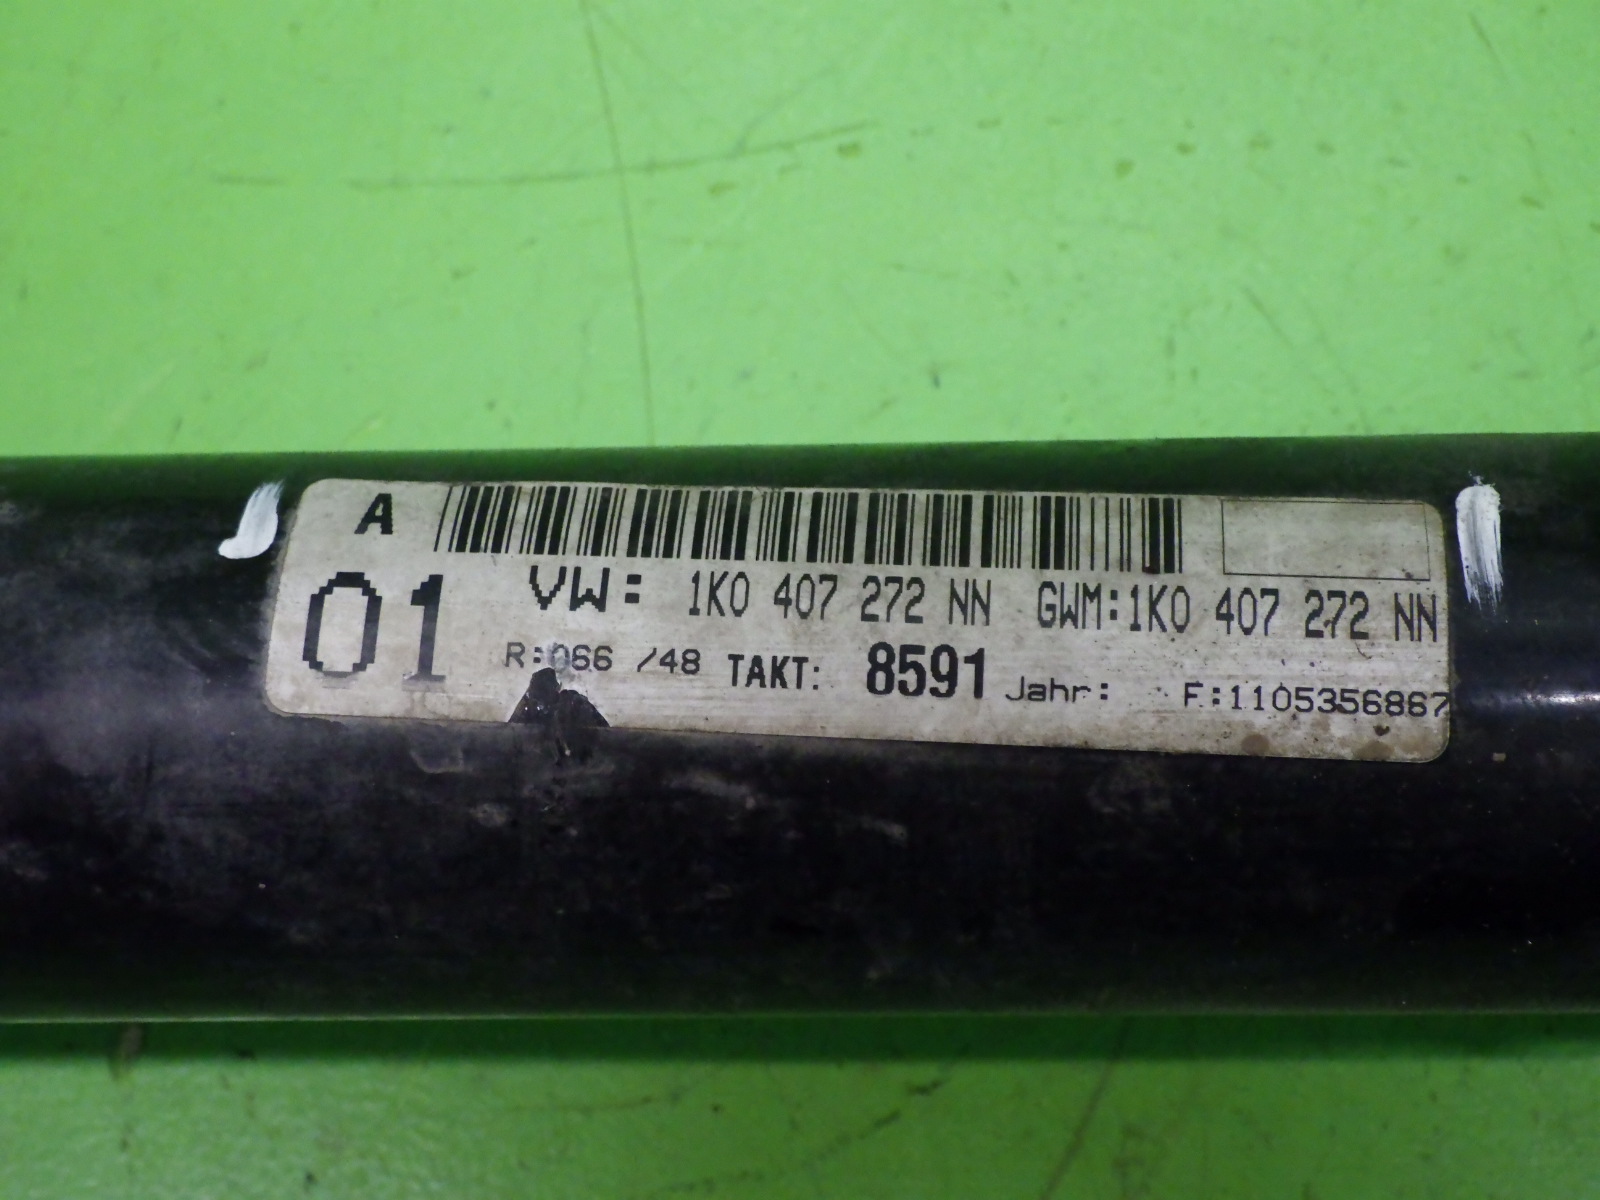 A
01 VW: 1K0 407 272 NN GWM:1K0 407 272 NN
R:066 /48 TAKT: 8591 Jahr: F:1105356867